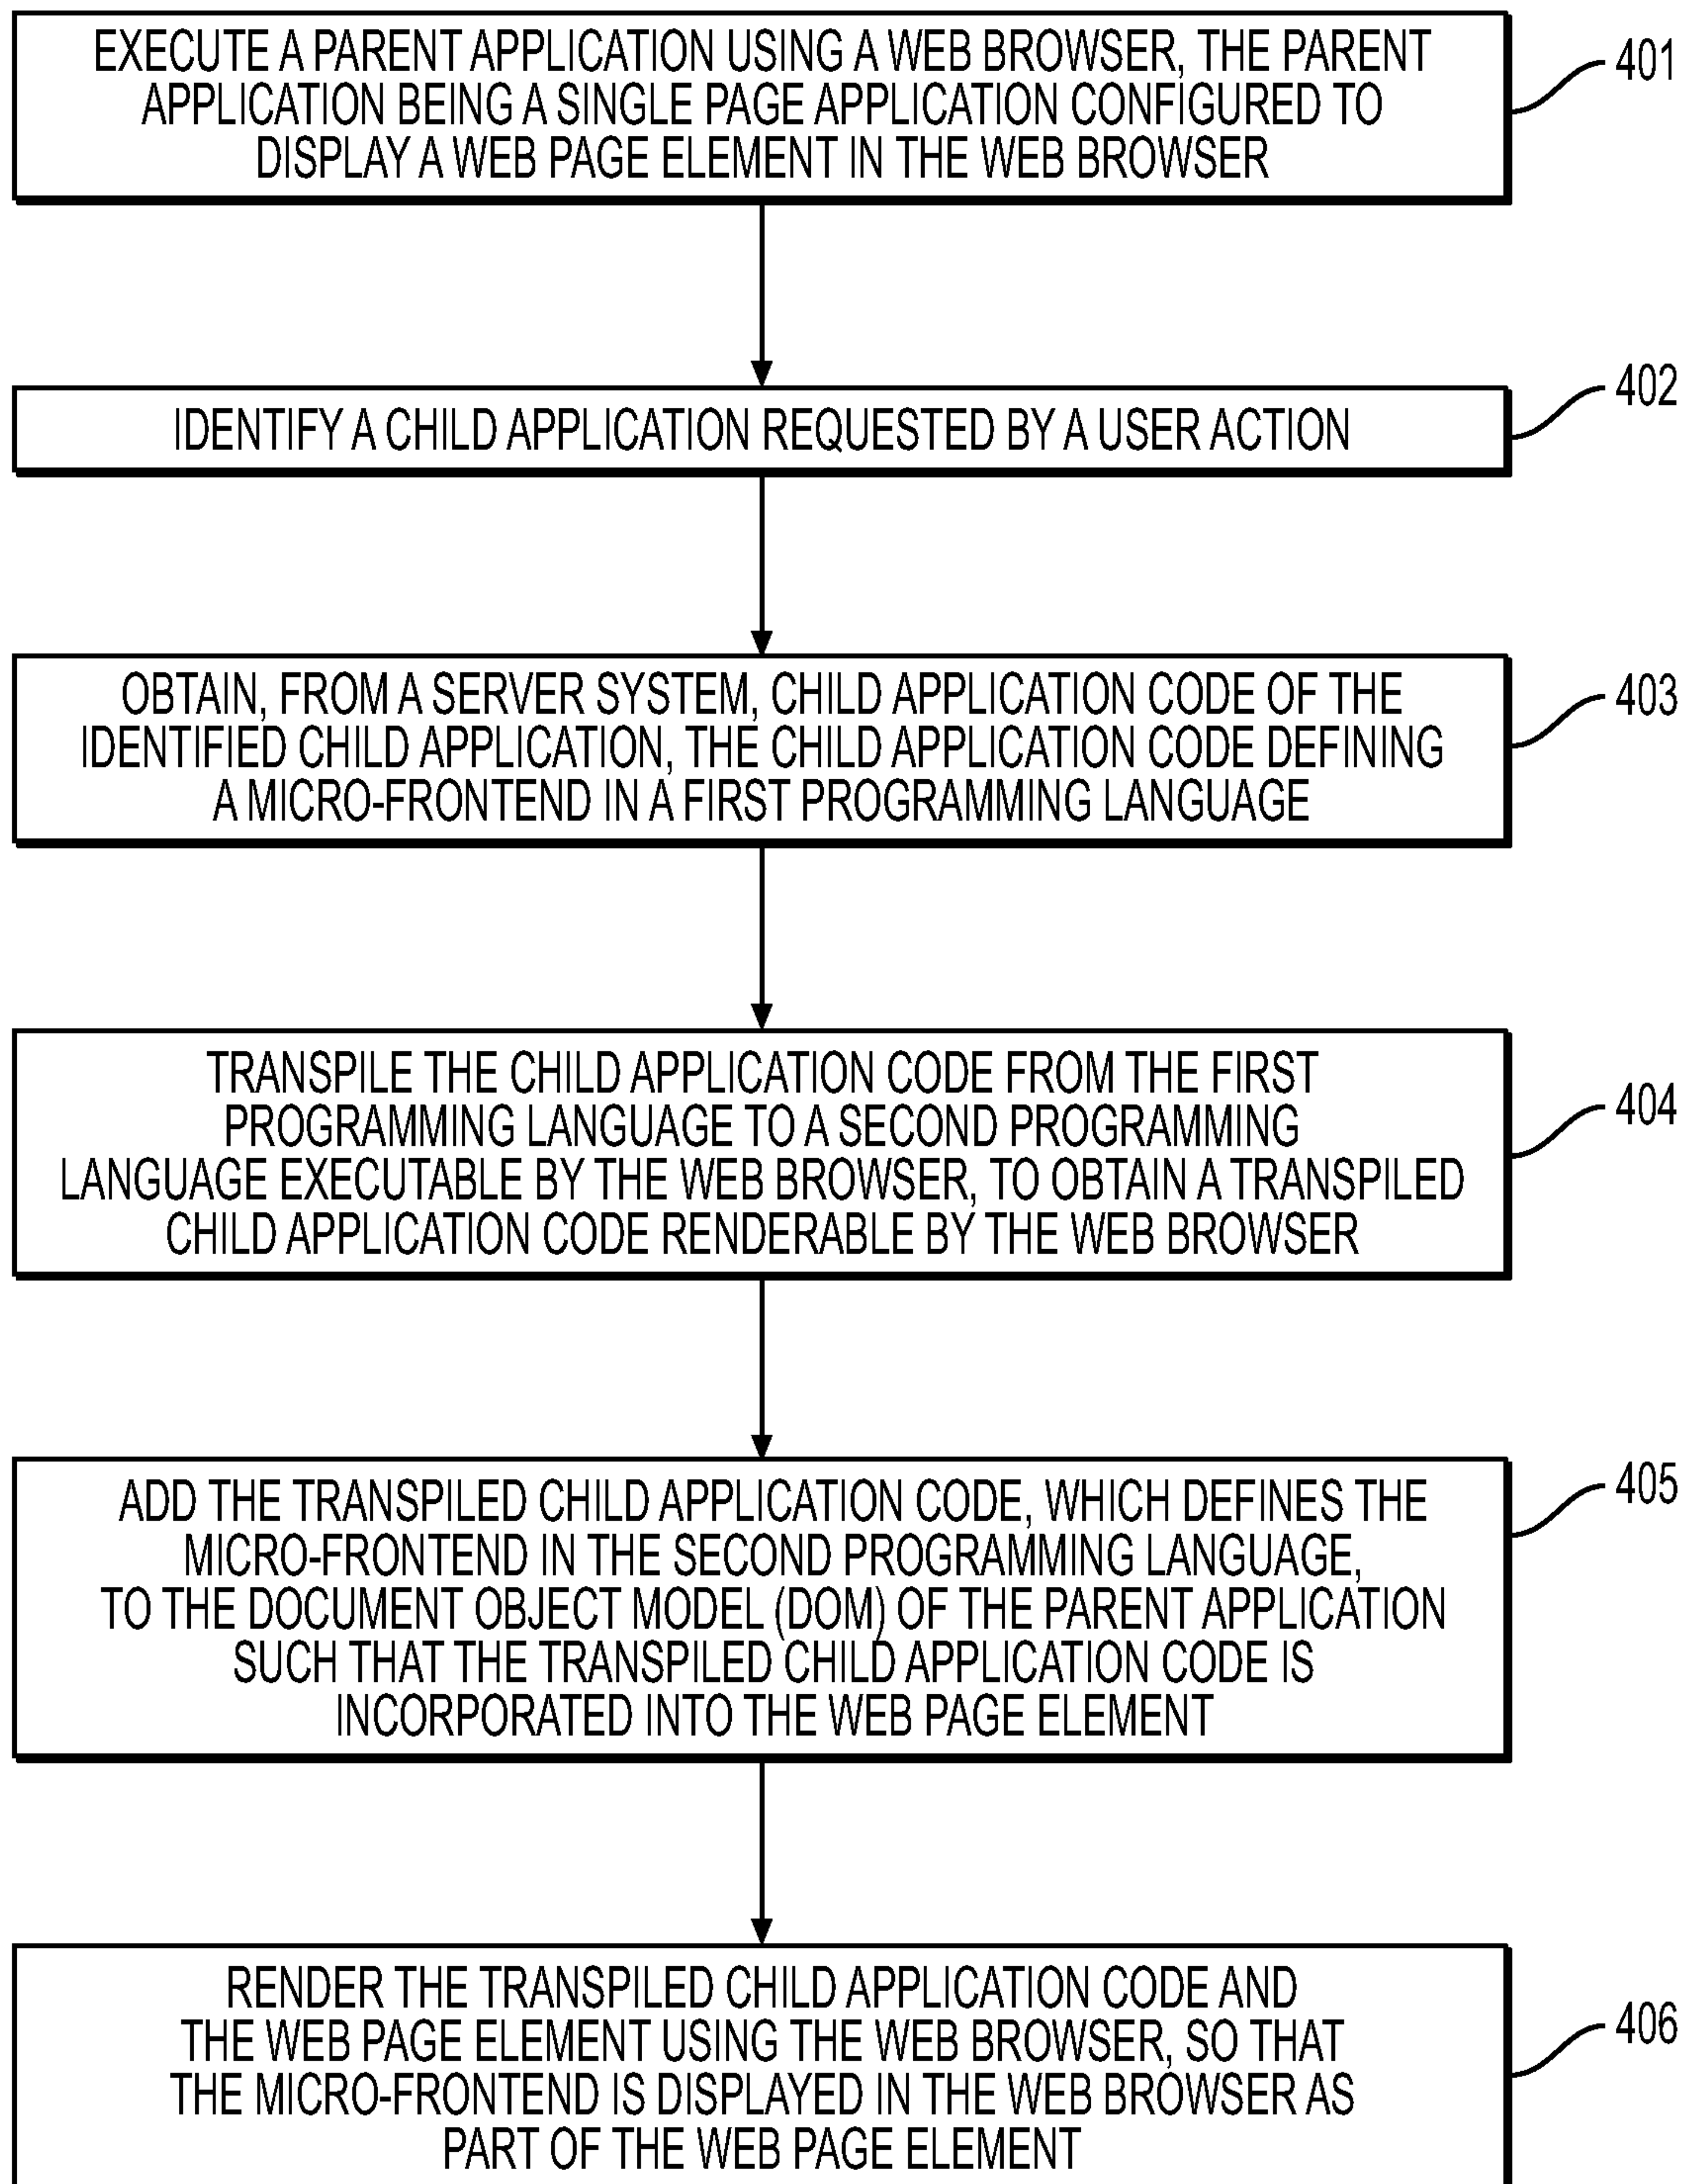 EXECUTE A PARENT APPLICATION USING A WEB BROWSER, THE PARENT
APPLICATION BEING A SINGLE PAGE APPLICATION CONFIGURED TO
DISPLAY A WEB PAGE ELEMENT IN THE WEB BROWSER
401
IDENTIFY A CHILD APPLICATION REQUESTED BY A USER ACTION
402
OBTAIN, FROM A SERVER SYSTEM, CHILD APPLICATION CODE OF THE
IDENTIFIED CHILD APPLICATION, THE CHILD APPLICATION CODE DEFINING
A MICRO-FRONTEND IN A FIRST PROGRAMMING LANGUAGE
403
TRANSPILE THE CHILD APPLICATION CODE FROM THE FIRST
PROGRAMMING LANGUAGE TO A SECOND PROGRAMMING
LANGUAGE EXECUTABLE BY THE WEB BROWSER, TO OBTAIN A TRANSPILED
CHILD APPLICATION CODE RENDERABLE BY THE WEB BROWSER
404
ADD THE TRANSPILED CHILD APPLICATION CODE, WHICH DEFINES THE
MICRO-FRONTEND IN THE SECOND PROGRAMMING LANGUAGE,
TO THE DOCUMENT OBJECT MODEL (DOM) OF THE PARENT APPLICATION
SUCH THAT THE TRANSPILED CHILD APPLICATION CODE IS
INCORPORATED INTO THE WEB PAGE ELEMENT
405
RENDER THE TRANSPILED CHILD APPLICATION CODE AND
THE WEB PAGE ELEMENT USING THE WEB BROWSER, SO THAT
THE MICRO-FRONTEND IS DISPLAYED IN THE WEB BROWSER AS
PART OF THE WEB PAGE ELEMENT
406